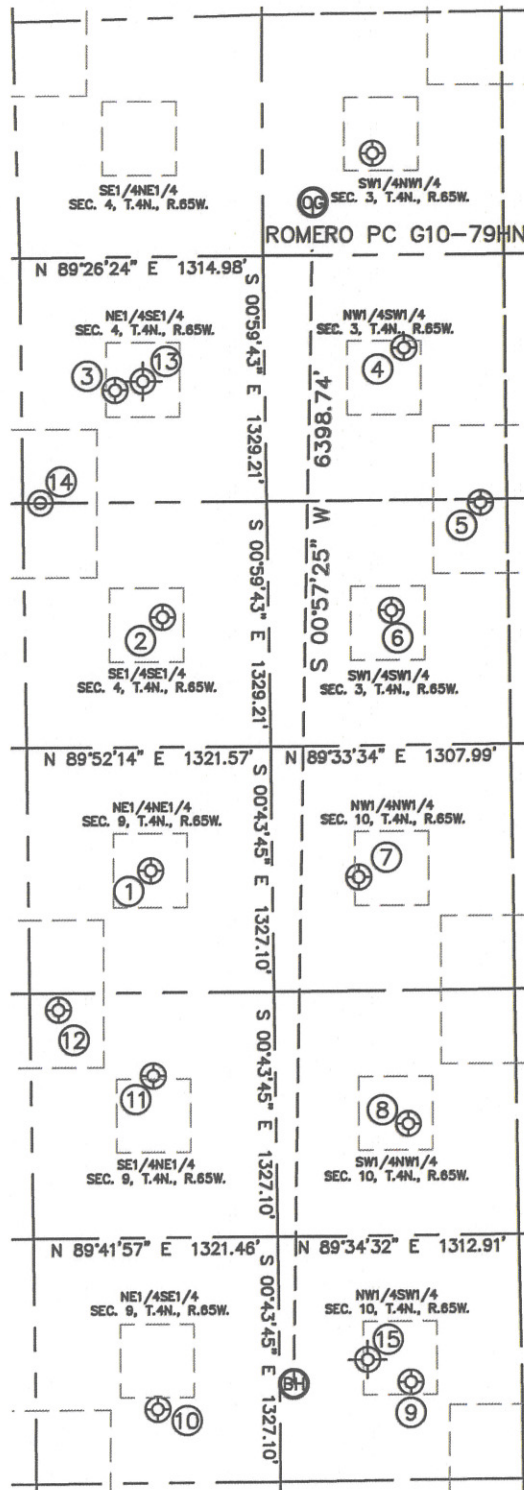 SE1/4NE1/4
SEC. 4, T.4N., R.65W.
SW1/4NW1/4
SEC. 3, T.4N., R.65W.
OG
ROMERO PC G10-79HN
N 89°26'24" E 1314.98'
S 00°59'43" E 1329.21'
NE1/4SE1/4
SEC. 4, T.4N., R.65W.
NW1/4SW1/4
SEC. 3, T.4N., R.65W.
3
13
4
S 00°57'25" W 6398.74'
14
5
S 00°59'43" E 1329.21'
2
6
SE1/4SE1/4
SEC. 4, T.4N., R.65W.
SW1/4SW1/4
SEC. 3, T.4N., R.65W.
N 89°52'14" E 1321.57'
N 89°33'34" E 1307.99'
S 00°43'45" E 1327.10'
NE1/4NE1/4
SEC. 9, T.4N., R.65W.
NW1/4NW1/4
SEC. 10, T.4N., R.65W.
7
1
12
S 00°43'45" E 1327.10'
11
8
SE1/4NE1/4
SEC. 9, T.4N., R.65W.
SW1/4NW1/4
SEC. 10, T.4N., R.65W.
N 89°41'57" E 1321.46'
N 89°34'32" E 1312.91'
S 00°43'45" E 1327.10'
NE1/4SE1/4
SEC. 9, T.4N., R.65W.
NW1/4SW1/4
SEC. 10, T.4N., R.65W.
15
BH
10
9